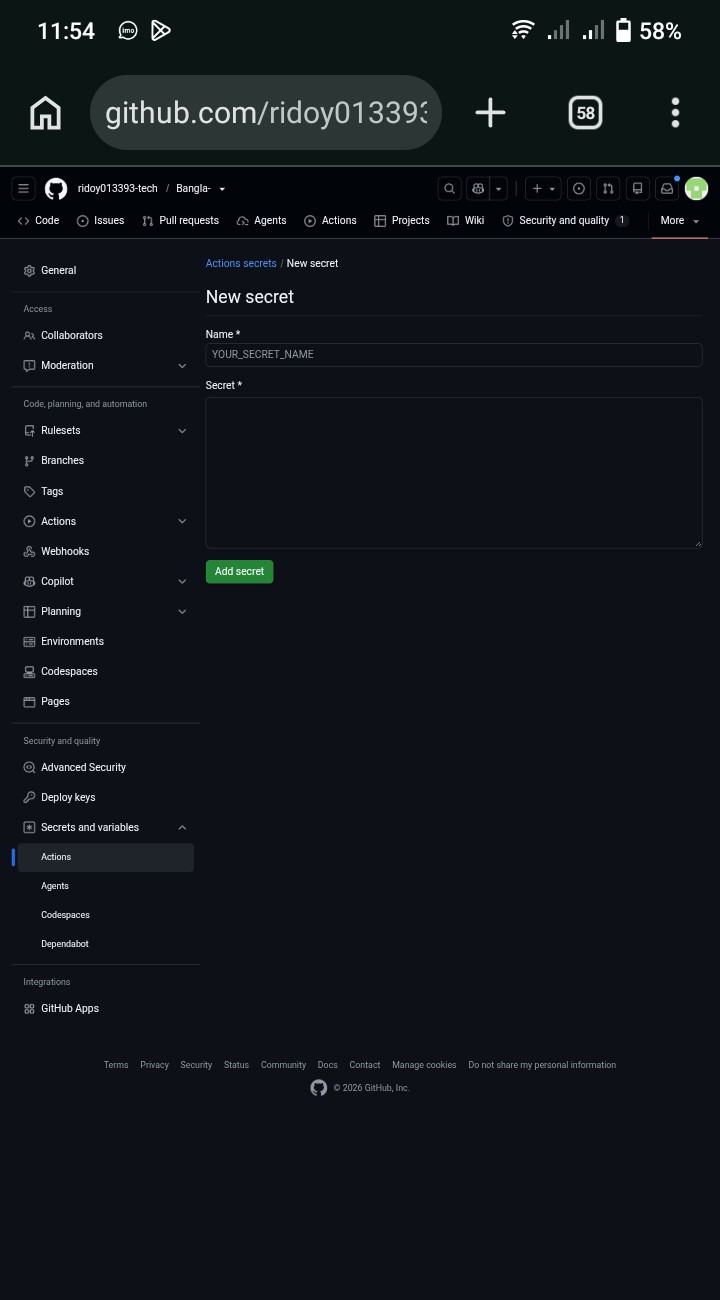 11:54 imo 58%
github.com/ridoy013393
58
ridoy013393-tech / Bangla-
Code Issues Pull requests Agents Actions Projects Wiki Security and quality 1 More
General
Access
Collaborators
Moderation
Code, planning, and automation
Rulesets
Branches
Tags
Actions
Webhooks
Copilot
Planning
Environments
Codespaces
Pages
Security and quality
Advanced Security
Deploy keys
Secrets and variables
Actions
Agents
Codespaces
Dependabot
Integrations
GitHub Apps
Actions secrets / New secret
New secret
Name *
YOUR_SECRET_NAME
Secret *
Add secret
Terms Privacy Security Status Community Docs Contact Manage cookies Do not share my personal information
© 2026 GitHub, Inc.